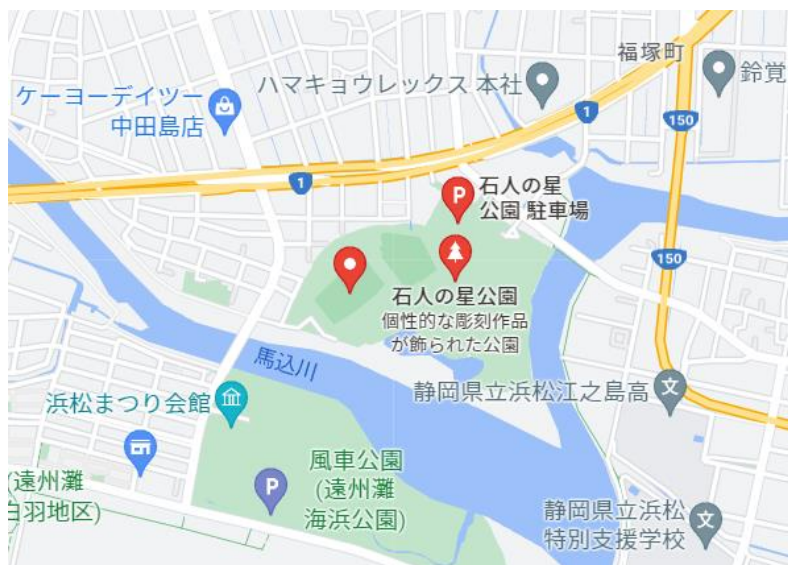 福塚町
ハマキョウレックス 本社
鈴覚
ケーヨーデイツー
中田島店
1
150
1
石人の星
公園 駐車場
P
150
石人の星公園
個性的な彫刻作品
が飾られた公園
馬込川
静岡県立浜松江之島高
文
浜松まつり会館
風車公園
(遠州灘
海浜公園)
P
(遠州灘
白羽地区)
静岡県立浜松
特別支援学校
文